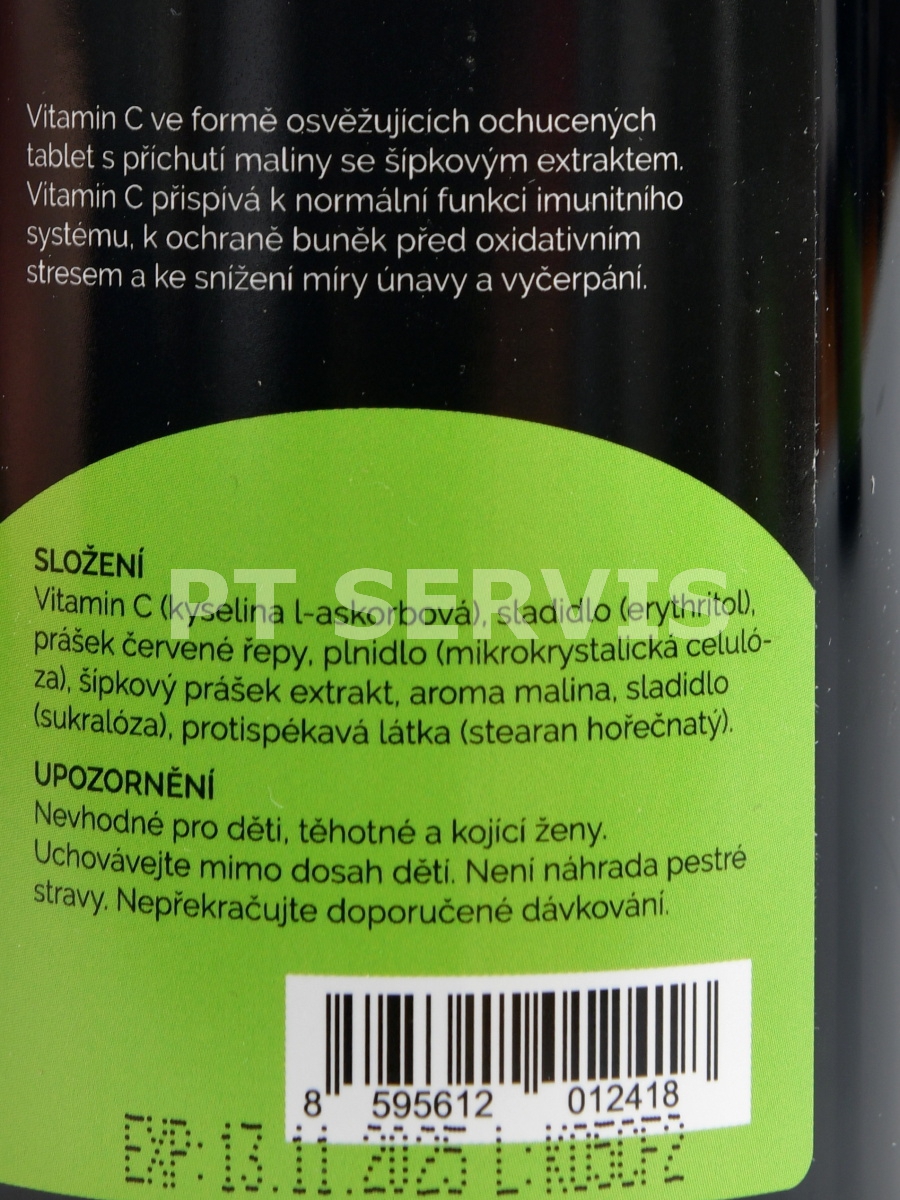 Vitamin C ve formě osvěžujících ochucených
tablet s příchutí maliny se šípkovým extraktem.
Vitamin C přispívá k normální funkci imunitního
systému, k ochraně buněk před oxidativním
stresem a ke snížení míry únavy a vyčerpání.
SLOŽENÍ
PT SERVIS
Vitamin C (kyselina l-askorbová), sladidlo (erythritol),
prášek červené řepy, plnidlo (mikrokrystalická celuló-
za), šípkový prášek extrakt, aroma malina, sladidlo
(sukralóza), protispékavá látka (stearan hořečnatý).
UPOZORNĚNÍ
Nevhodné pro děti, těhotné a kojící ženy.
Uchovávejte mimo dosah dětí. Není náhrada pestré
stravy. Nepřekračujte doporučené dávkování.
8 595612 012418
EXP: 13.11.2025